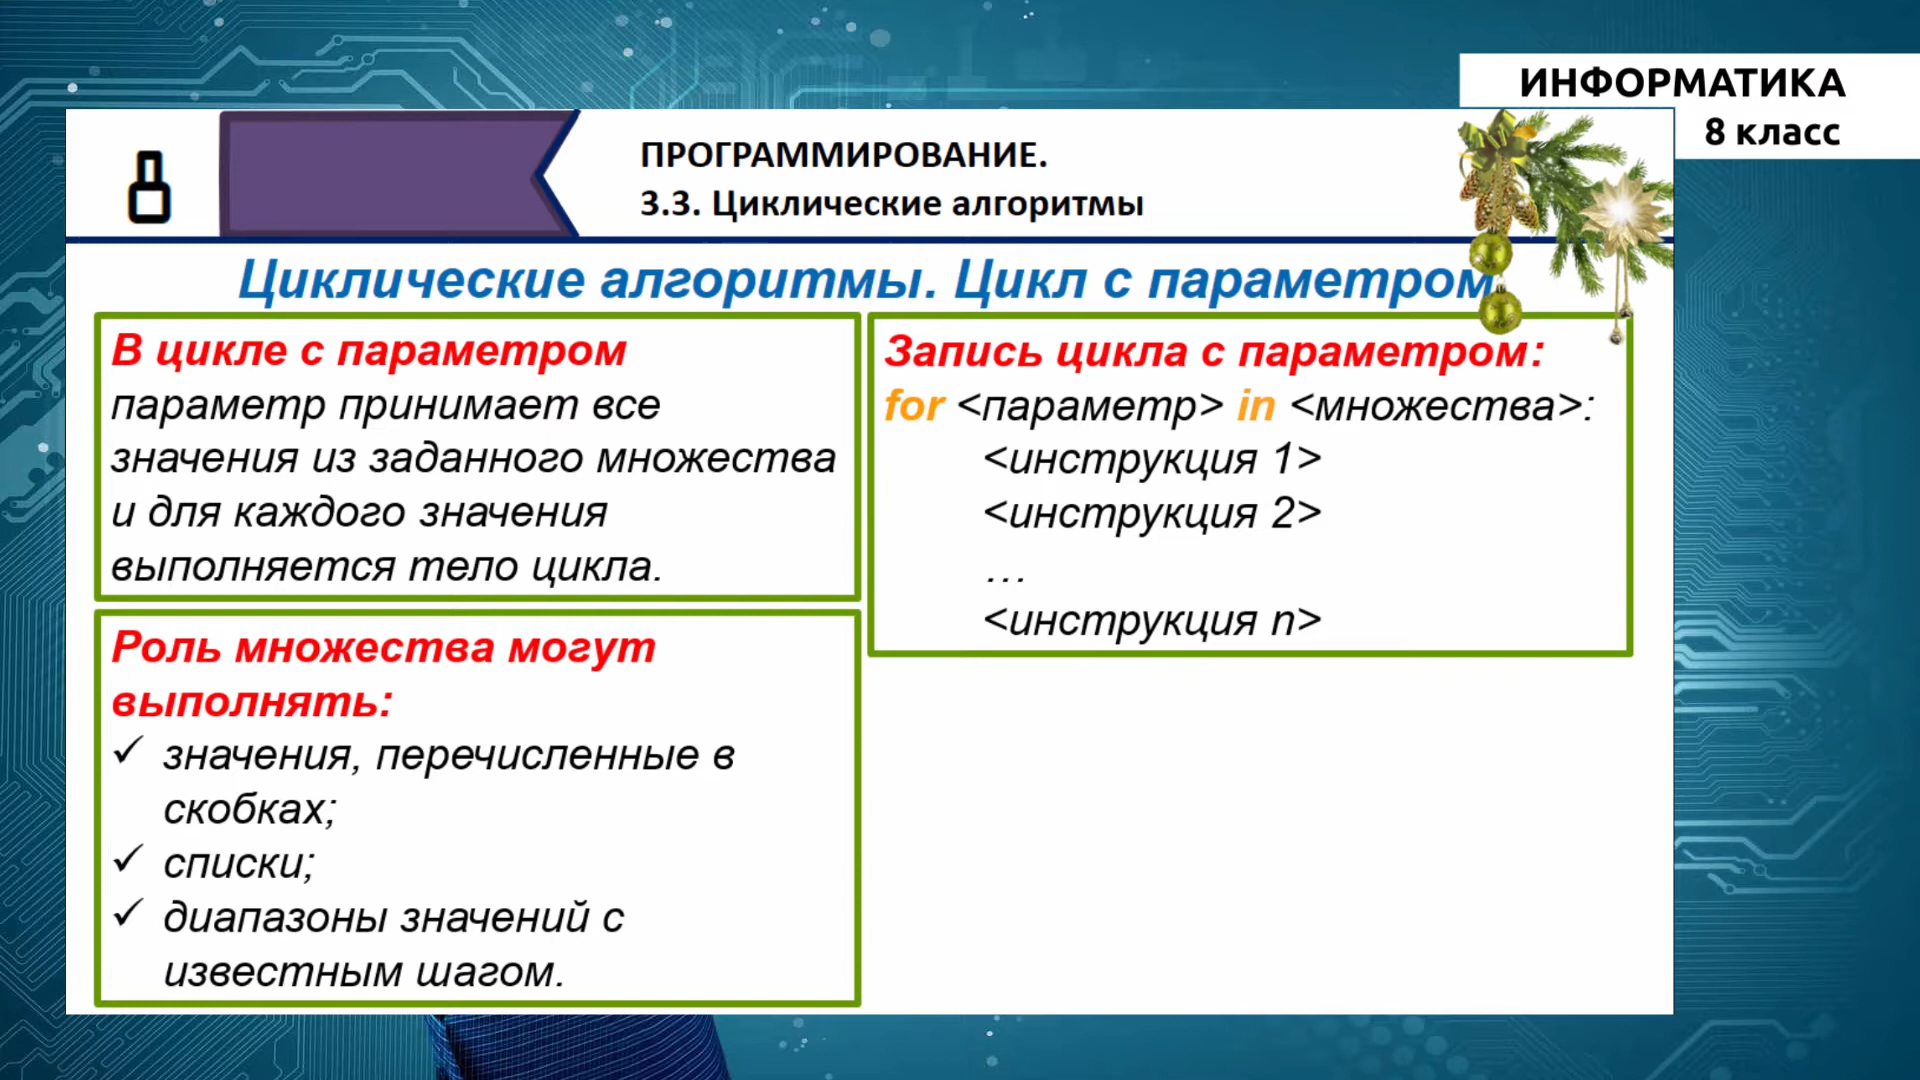 ИНФОРМАТИКА
8 класс
8
ПРОГРАММИРОВАНИЕ.
3.3. Циклические алгоритмы
Циклические алгоритмы. Цикл с параметром
В цикле с параметром
параметр принимает все
значения из заданного множества
и для каждого значения
выполняется тело цикла.
Роль множества могут
выполнять:
✓ значения, перечисленные в
скобках;
✓ списки;
✓ диапазоны значений с
известным шагом.
Запись цикла с параметром:
for <параметр> in <множества>:
<инструкция 1>
<инструкция 2>
…
<инструкция n>